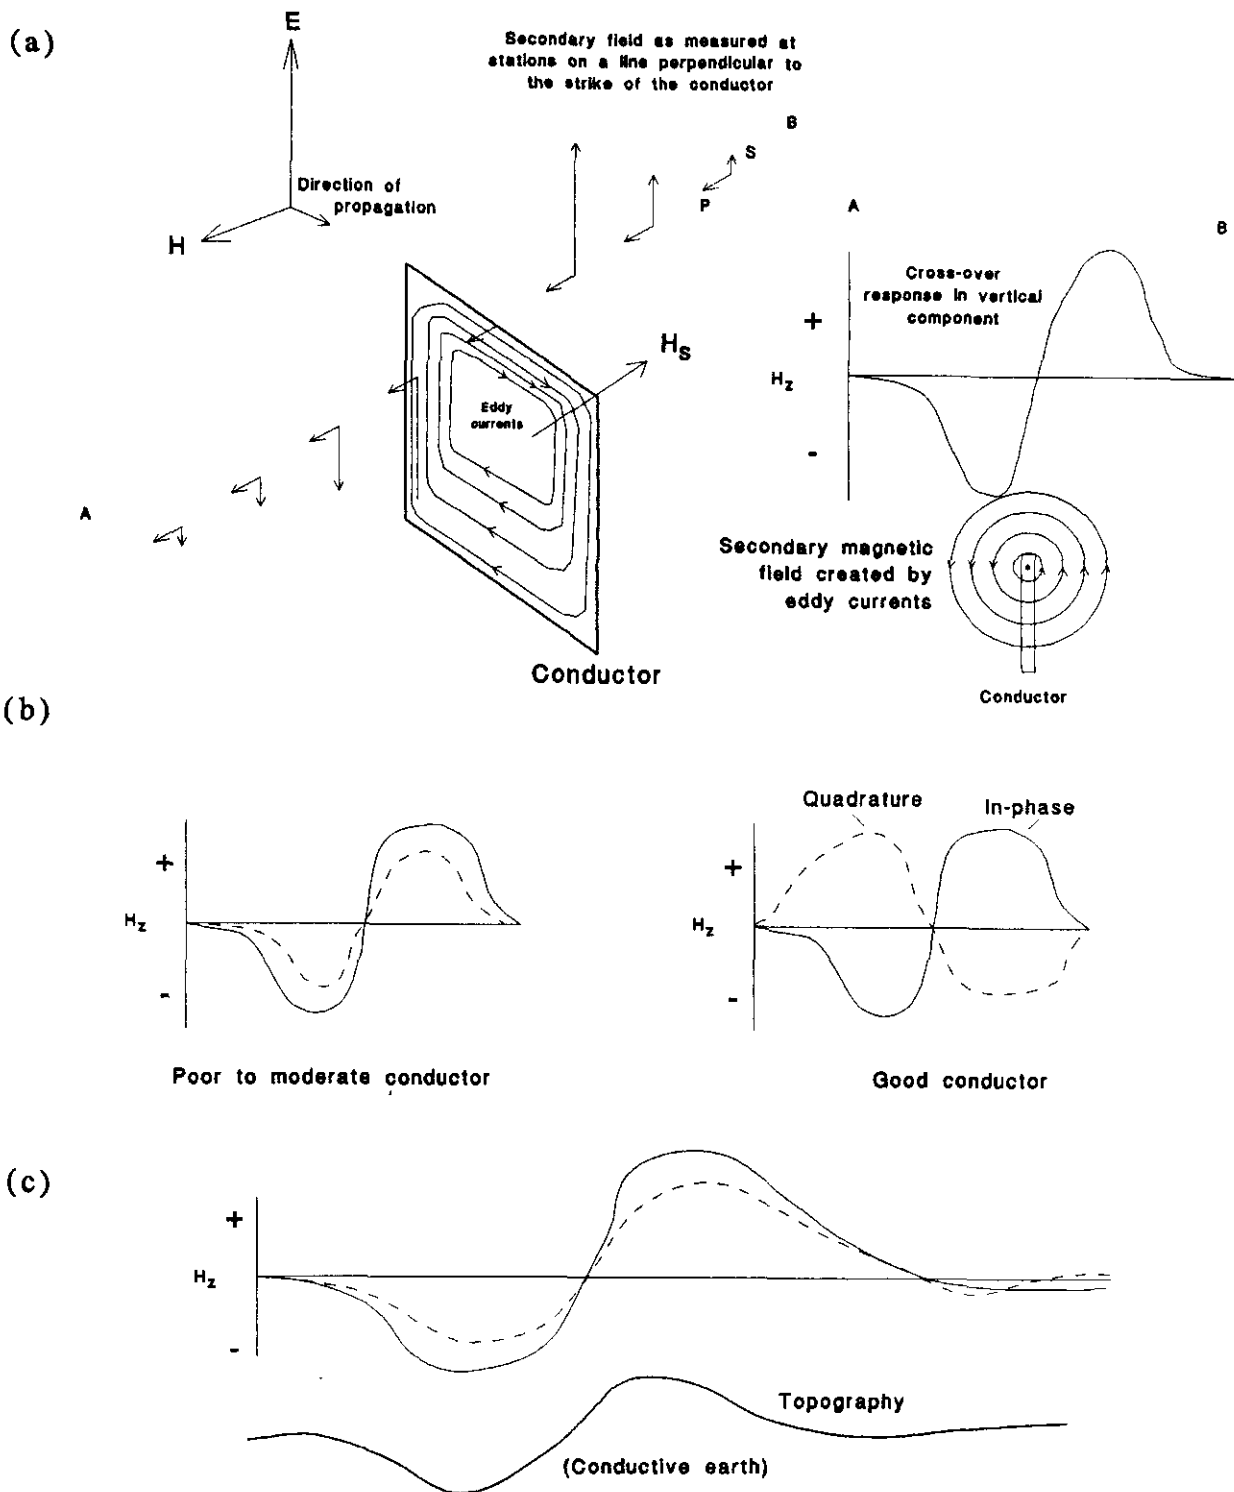 (a)
E
Direction of
propagation
H
Secondary field as measured at
stations on a line perpendicular to
the strike of the conductor
B
S
P
A
B
Cross-over
response in vertical
component
+
Hz
-
Hs
Eddy
currents
A
Conductor
Secondary magnetic
field created by
eddy currents
Conductor
(b)
+
Hz
-
Poor to moderate conductor
Quadrature
In-phase
+
Hz
-
Good conductor
(c)
+
Hz
-
Topography
(Conductive earth)